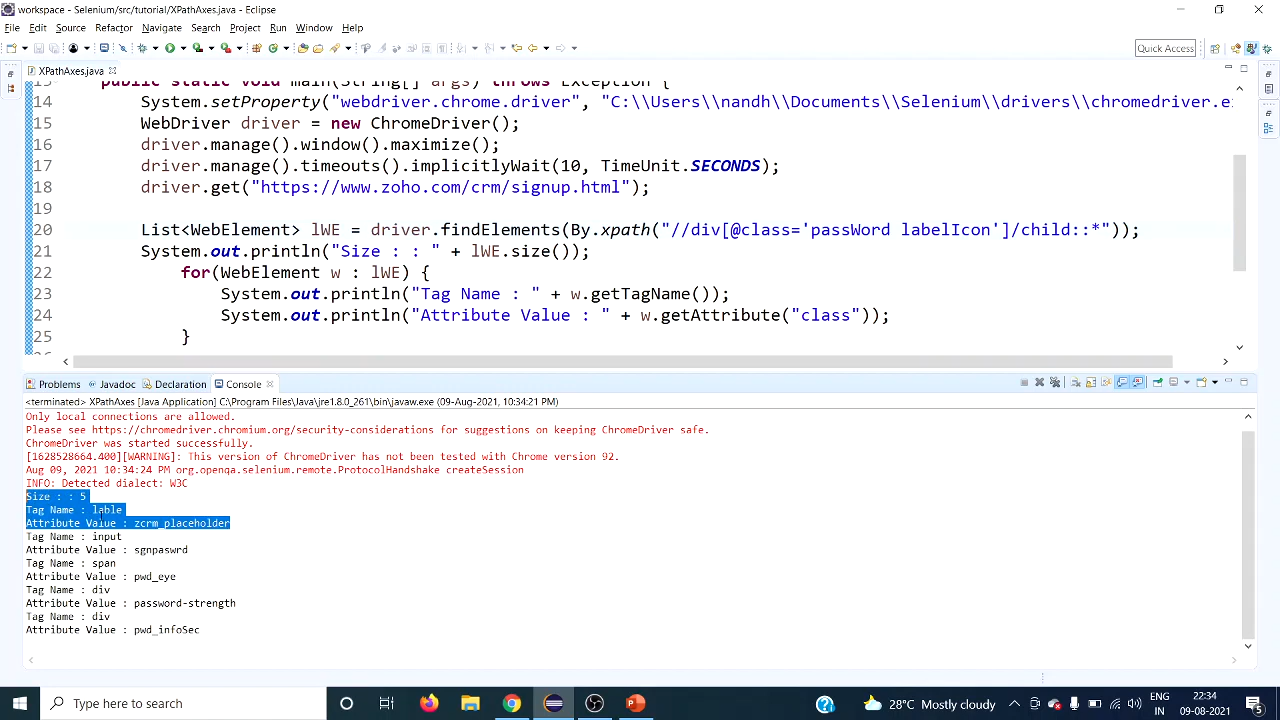 workspace - Selenium/src/tutorial/XPathAxes.java - Eclipse
File Edit Source Refactor Navigate Search Project Run Window Help
Quick Access
XPathAxes.java
public static void main(String[] args) throws Exception {
14 System.setProperty("webdriver.chrome.driver", "C:\\Users\\nandh\\Documents\\Selenium\\drivers\\chromedriver.e
15 WebDriver driver = new ChromeDriver();
16 driver.manage().window().maximize();
17 driver.manage().timeouts().implicitlyWait(10, TimeUnit.SECONDS);
18 driver.get("https://www.zoho.com/crm/signup.html");
19
20 List<WebElement> lWE = driver.findElements(By.xpath("//div[@class='passWord labelIcon']/child::*"));
21 System.out.println("Size : : " + lWE.size());
22 for(WebElement w : lWE) {
23 System.out.println("Tag Name : " + w.getTagName());
24 System.out.println("Attribute Value : " + w.getAttribute("class"));
25 }
Problems Javadoc Declaration Console
<terminated> XPathAxes [Java Application] C:\Program Files\Java\jre1.8.0_261\bin\javaw.exe (09-Aug-2021, 10:34:21 PM)
Only local connections are allowed.
Please see https://chromedriver.chromium.org/security-considerations for suggestions on keeping ChromeDriver safe.
ChromeDriver was started successfully.
[1628528664.400][WARNING]: This version of ChromeDriver has not been tested with Chrome version 92.
Aug 09, 2021 10:34:24 PM org.openqa.selenium.remote.ProtocolHandshake createSession
INFO: Detected dialect: W3C
Size : : 5
Tag Name : lable
Attribute Value : zcrm_placeholder
Tag Name : input
Attribute Value : sgnpaswrd
Tag Name : span
Attribute Value : pwd_eye
Tag Name : div
Attribute Value : password-strength
Tag Name : div
Attribute Value : pwd_infoSec
Type here to search
28°C Mostly cloudy
ENG
IN
22:34
09-08-2021
5